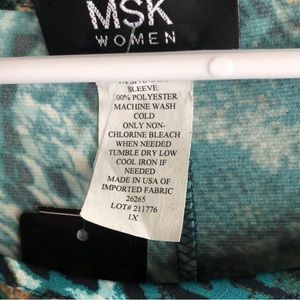 MSK
WOMEN
SLEEVE:
100% POLYESTER
MACHINE WASH
COLD
ONLY NON-
CHLORINE BLEACH
WHEN NEEDED
TUMBLE DRY LOW
COOL IRON IF
NEEDED
MADE IN USA OF
IMPORTED FABRIC
26265
LOT# 211776
1X